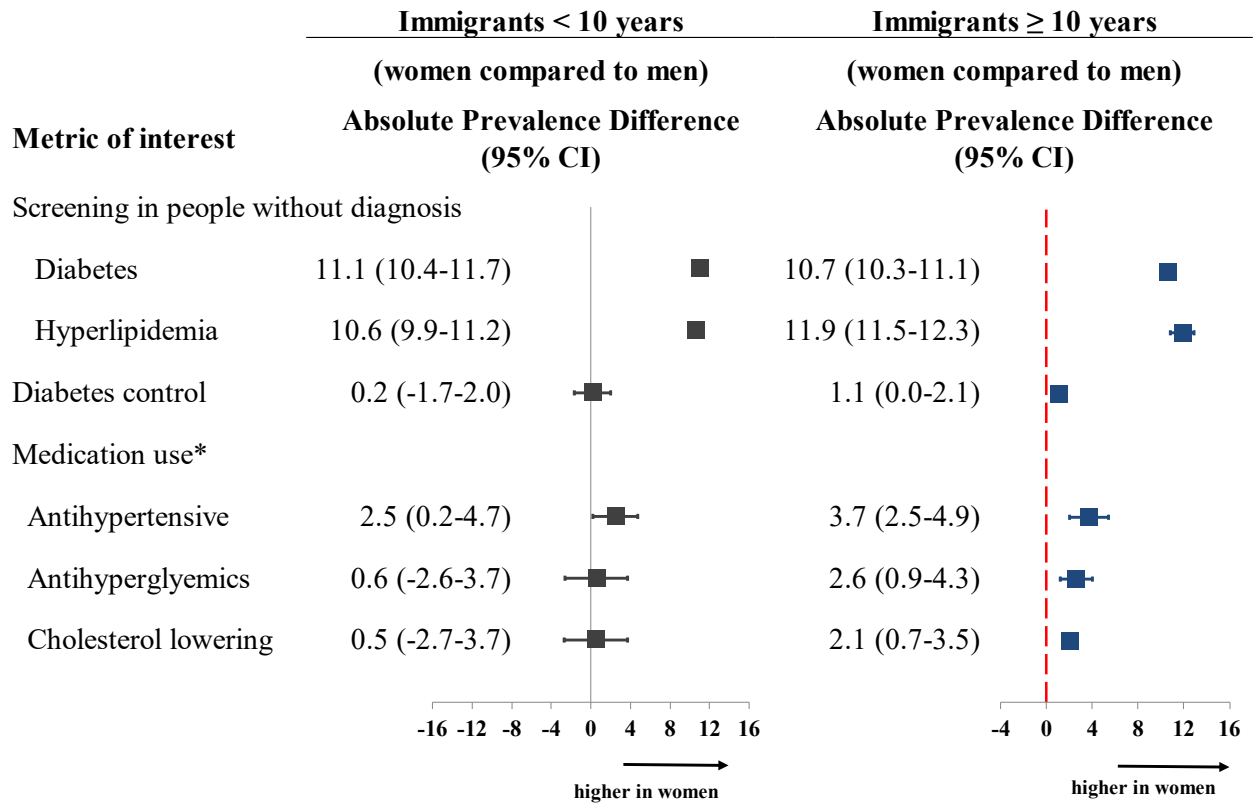 Immigrants < 10 years Immigrants ≥ 10 years
(women compared to men) (women compared to men)
Metric of interest Absolute Prevalence Difference (95% CI) Absolute Prevalence Difference (95% CI)
Screening in people without diagnosis
Diabetes 11.1 (10.4-11.7) 10.7 (10.3-11.1)
Hyperlipidemia 10.6 (9.9-11.2) 11.9 (11.5-12.3)
Diabetes control 0.2 (-1.7-2.0) 1.1 (0.0-2.1)
Medication use*
Antihypertensive 2.5 (0.2-4.7) 3.7 (2.5-4.9)
Antihyperglyemics 0.6 (-2.6-3.7) 2.6 (0.9-4.3)
Cholesterol lowering 0.5 (-2.7-3.7) 2.1 (0.7-3.5)
-16 -12 -8 -4 0 4 8 12 16 -4 0 4 8 12 16
higher in women higher in women